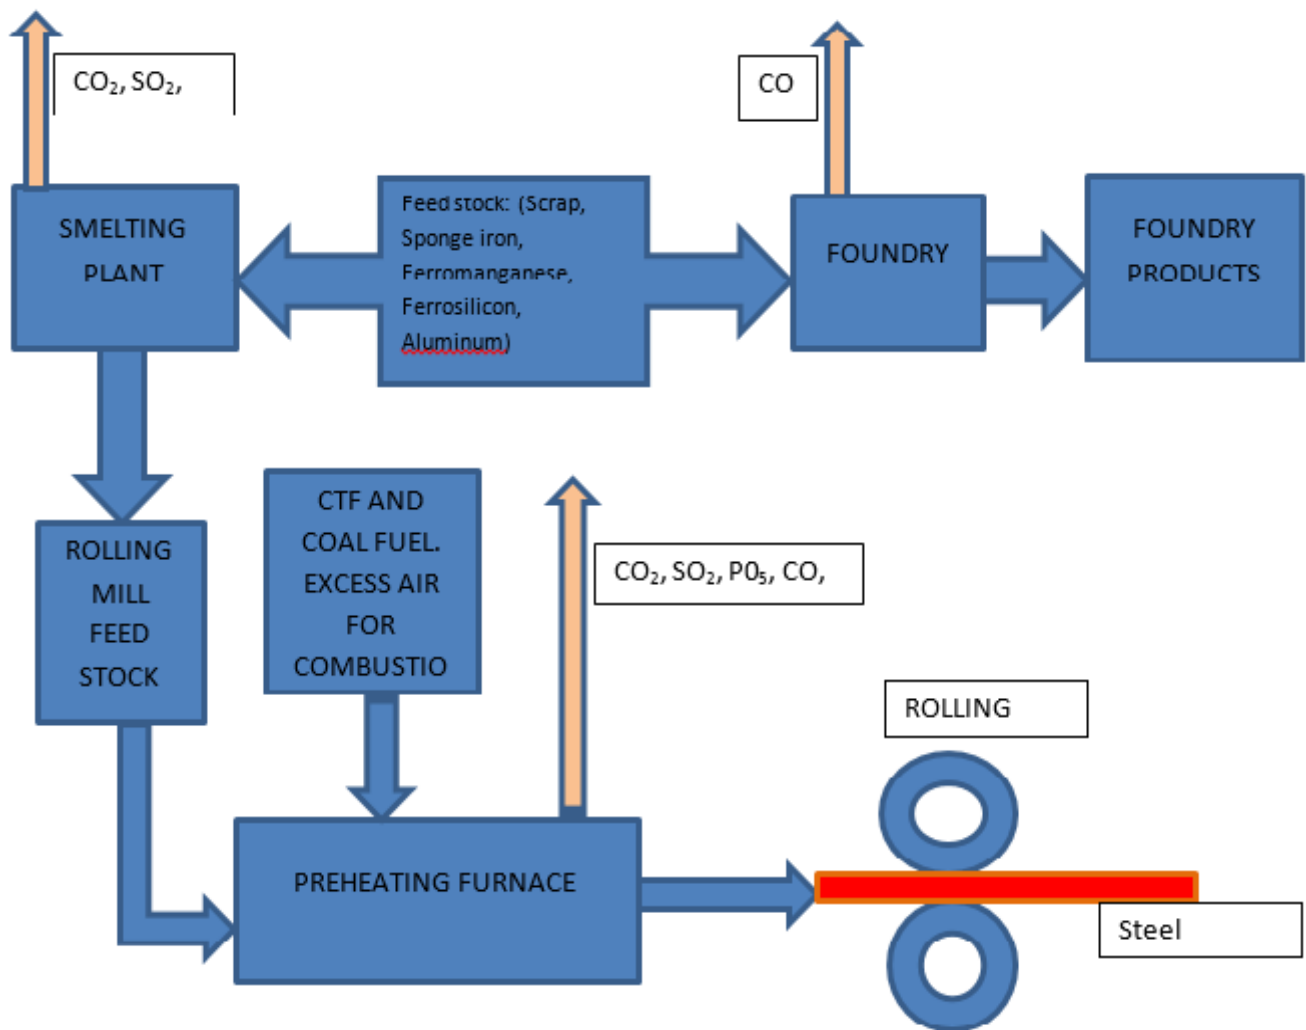 CO₂, SO₂,
CO
SMELTING
PLANT
Feed stock: (Scrap,
Sponge iron,
Ferromanganese,
Ferrosilicon,
Aluminum)
FOUNDRY
FOUNDRY
PRODUCTS
ROLLING
MILL
FEED
STOCK
CTF AND
COAL FUEL.
EXCESS AIR
FOR
COMBUSTIO
CO₂, SO₂, P0₅, CO,
ROLLING
PREHEATING FURNACE
Steel